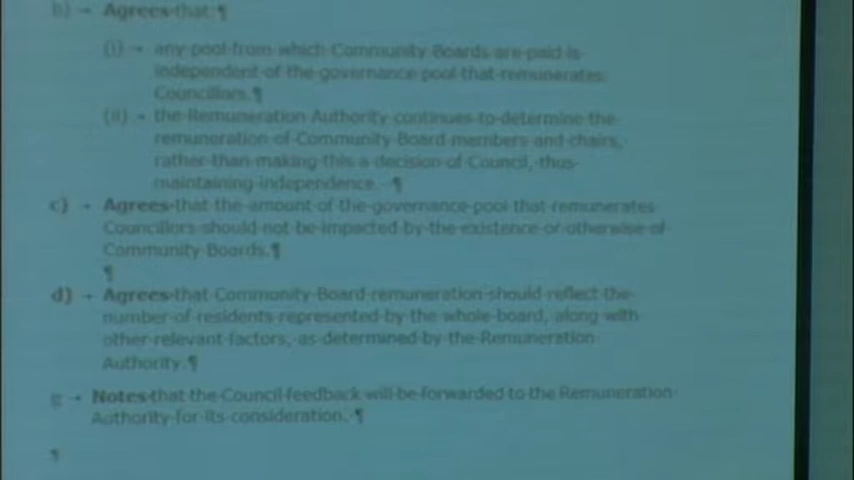 b) → Agrees that:¶
(i) → any pool from which Community Boards are paid is
independent of the governance pool that remunerates
Councillors.¶
(ii) → the Remuneration Authority continues to determine the
remuneration of Community Board members and chairs,
rather than making this a decision of Council, thus
maintaining independence. ¶
c) → Agrees that the amount of the governance pool that remunerates
Councillors should not be impacted by the existence or otherwise of
Community Boards.¶
¶
d) → Agrees that Community Board remuneration should reflect the
number of residents represented by the whole board, along with
other relevant factors, as determined by the Remuneration
Authority.¶
→ Notes that the Council feedback will be forwarded to the Remuneration
Authority for its consideration. ¶
¶